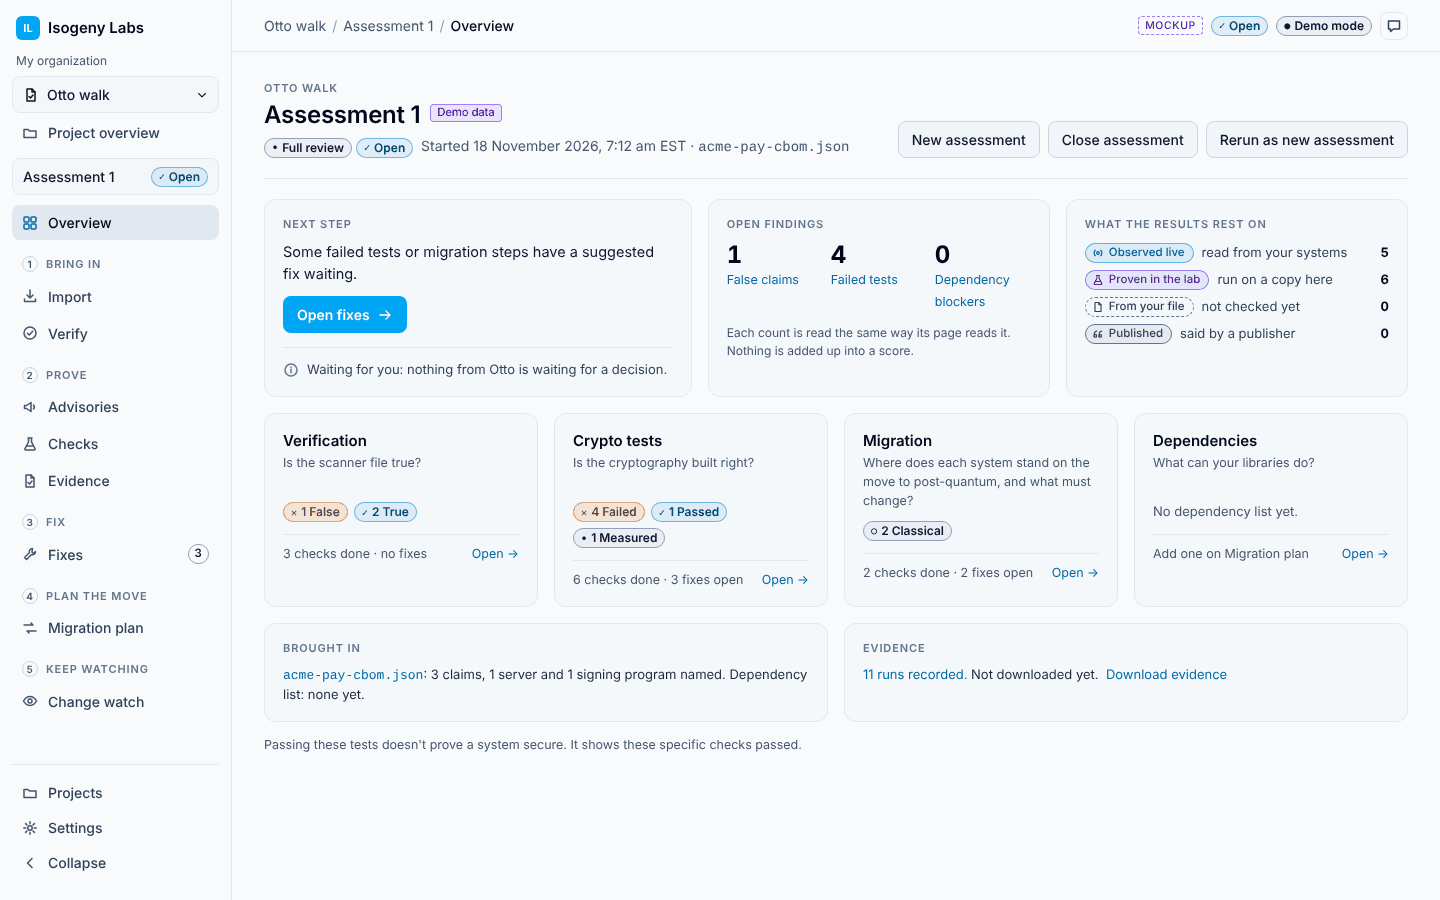 IL Isogeny Labs
My organization
Otto walk
Project overview
Assessment 1 ✓ Open
Overview
1 BRING IN
Import
Verify
2 PROVE
Advisories
Checks
Evidence
3 FIX
Fixes 3
4 PLAN THE MOVE
Migration plan
5 KEEP WATCHING
Change watch
Projects
Settings
Collapse
Otto walk / Assessment 1 / Overview
MOCKUP ✓ Open • Demo mode
OTTO WALK
Assessment 1 Demo data
• Full review ✓ Open Started 18 November 2026, 7:12 am EST · acme-pay-cbom.json
New assessment Close assessment Rerun as new assessment
NEXT STEP
Some failed tests or migration steps have a suggested
fix waiting.
Open fixes →
Waiting for you: nothing from Otto is waiting for a decision.
OPEN FINDINGS
1 4 0
False claims Failed tests Dependency
blockers
Each count is read the same way its page reads it.
Nothing is added up into a score.
WHAT THE RESULTS REST ON
Observed live read from your systems 5
Proven in the lab run on a copy here 6
From your file not checked yet 0
Published said by a publisher 0
Verification
Is the scanner file true?
× 1 False ✓ 2 True
3 checks done · no fixes Open →
Crypto tests
Is the cryptography built right?
× 4 Failed ✓ 1 Passed
• 1 Measured
6 checks done · 3 fixes open Open →
Migration
Where does each system stand on the
move to post-quantum, and what must
change?
○ 2 Classical
2 checks done · 2 fixes open Open →
Dependencies
What can your libraries do?
No dependency list yet.
Add one on Migration plan Open →
BROUGHT IN
acme-pay-cbom.json: 3 claims, 1 server and 1 signing program named. Dependency
list: none yet.
EVIDENCE
11 runs recorded. Not downloaded yet. Download evidence
Passing these tests doesn't prove a system secure. It shows these specific checks passed.